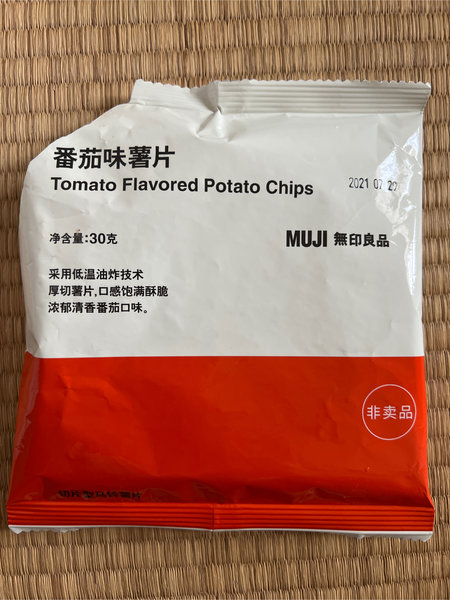 番茄味薯片
Tomato Flavored Potato Chips
2021 07 29
净含量:30克
MUJI 無印良品
采用低温油炸技术
厚切薯片,口感饱满酥脆
浓郁清香番茄口味。
非卖品